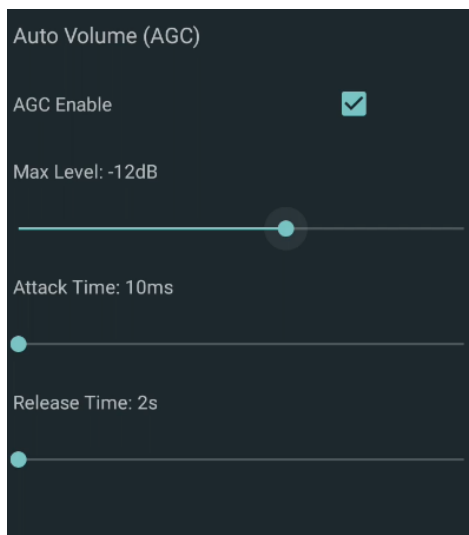 Auto Volume (AGC)
AGC Enable
Max Level: -12dB
Attack Time: 10ms
Release Time: 2s